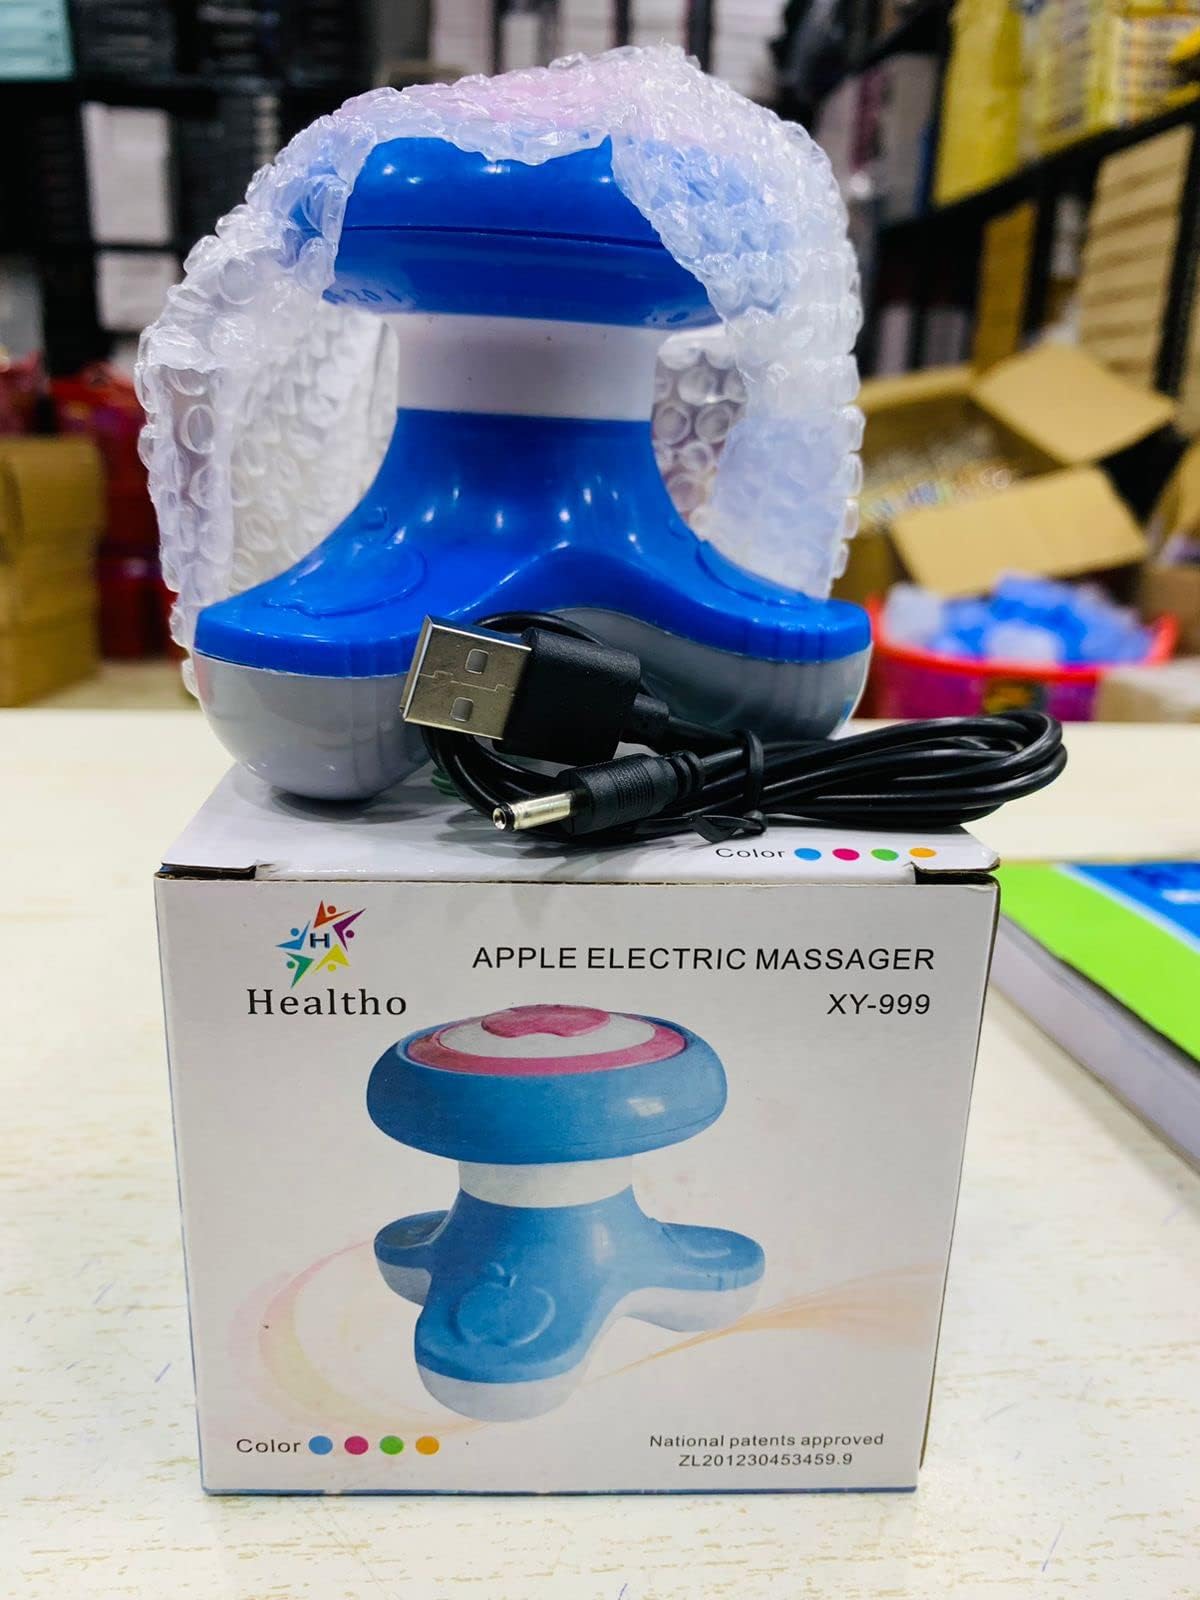 Color
H
Healtho
APPLE ELECTRIC MASSAGER
XY-999
Color
National patents approved
ZL201230453459.9